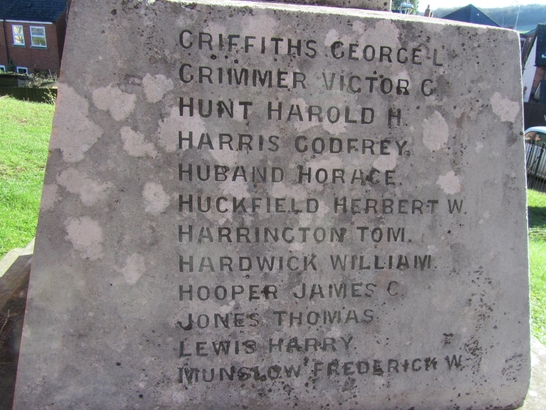 GRIFFITHS GEORGE L
GRIMMER VICTOR C
HUNT HAROLD H
HARRIS GODFREY.
HUBAND HORACE.
HUCKFIELD HERBERT W.
HARRINGTON TOM.
HARDWICK WILLIAM.
HOOPER JAMES C
JONES THOMAS
LEWIS HARRY.
MUNSLOW FREDERICK W.